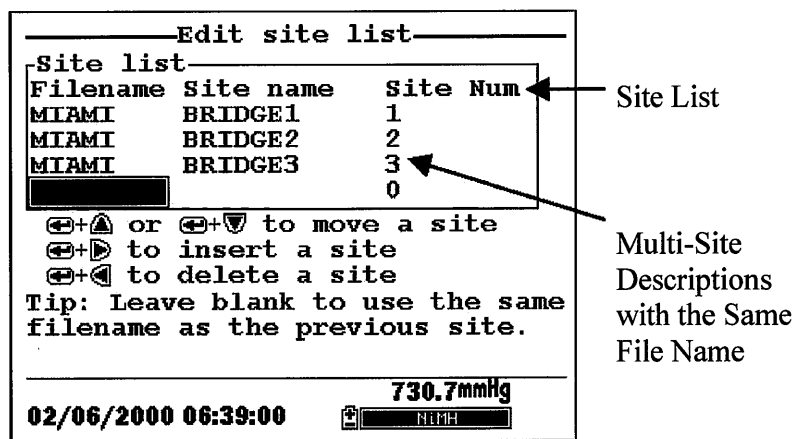 Edit site list
Site list
Filename Site name Site Num
MIAMI BRIDGE1 1
MIAMI BRIDGE2 2
MIAMI BRIDGE3 3
0
+ or + to move a site
+ to insert a site
+ to delete a site
Tip: Leave blank to use the same
filename as the previous site.
730.7mmHg
02/06/2000 06:39:00
NiMH
Site List
Multi-Site
Descriptions
with the Same
File Name